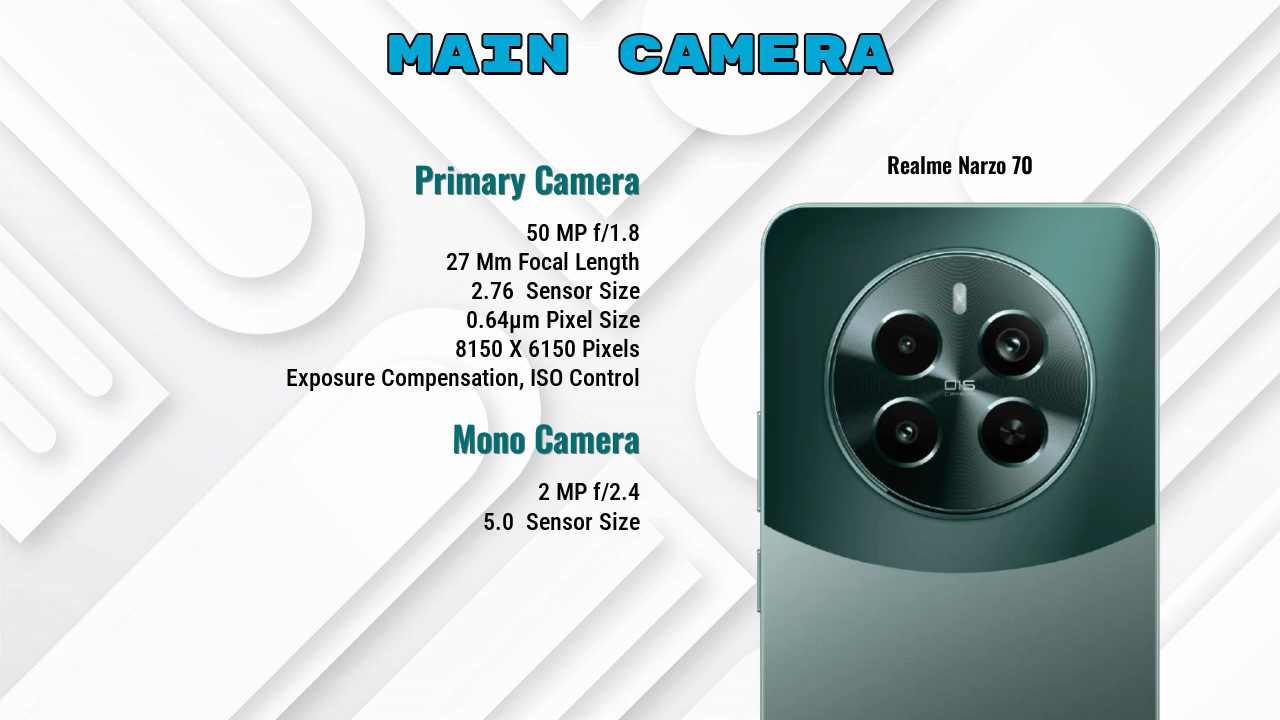 MAIN CAMERA
Primary Camera
50 MP f/1.8
27 Mm Focal Length
2.76 Sensor Size
0.64µm Pixel Size
8150 X 6150 Pixels
Exposure Compensation, ISO Control
Mono Camera
2 MP f/2.4
5.0 Sensor Size
Realme Narzo 70
OIS
CAMERA